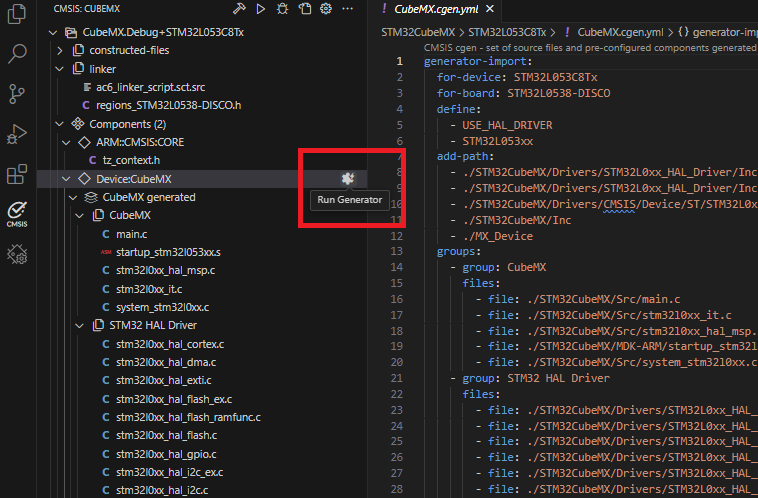 CMSIS: CUBEMX
CubeMX.Debug+STM32L053C8Tx
constructed-files
linker
ac6_linker_script.sct.src
regions_STM32L0538-DISCO.h
Components (2)
ARM::CMSIS:CORE
tz_context.h
Device:CubeMX
Run Generator
CubeMX generated
CubeMX
main.c
startup_stm32l053xx.s
stm32l0xx_hal_msp.c
stm32l0xx_it.c
system_stm32l0xx.c
STM32 HAL Driver
stm32l0xx_hal_cortex.c
stm32l0xx_hal_dma.c
stm32l0xx_hal_exti.c
stm32l0xx_hal_flash_ex.c
stm32l0xx_hal_flash_ramfunc.c
stm32l0xx_hal_flash.c
stm32l0xx_hal_gpio.c
stm32l0xx_hal_i2c_ex.c
stm32l0xx_hal_i2c.c
CMSIS
! CubeMX.cgen.yml ×
STM32CubeMX > STM32L053C8Tx > ! CubeMX.cgen.yml > {} generator-im
CMSIS cgen - set of source files and pre-configured components generated
1 generator-import:
2 for-device: STM32L053C8Tx
3 for-board: STM32L0538-DISCO
4 define:
5 - USE_HAL_DRIVER
6 - STM32L053xx
7 add-path:
8 - ./STM32CubeMX/Drivers/STM32L0xx_HAL_Driver/Inc
9 - ./STM32CubeMX/Drivers/STM32L0xx_HAL_Driver/Inc
10 - ./STM32CubeMX/Drivers/CMSIS/Device/ST/STM32L0x
11 - ./STM32CubeMX/Inc
12 - ./MX_Device
13 groups:
14 - group: CubeMX
15 files:
16 - file: ./STM32CubeMX/Src/main.c
17 - file: ./STM32CubeMX/Src/stm32l0xx_it.c
18 - file: ./STM32CubeMX/Src/stm32l0xx_hal_msp.
19 - file: ./STM32CubeMX/MDK-ARM/startup_stm32l
20 - file: ./STM32CubeMX/Src/system_stm32l0xx.c
21 - group: STM32 HAL Driver
22 files:
23 - file: ./STM32CubeMX/Drivers/STM32L0xx_HAL_
24 - file: ./STM32CubeMX/Drivers/STM32L0xx_HAL_
25 - file: ./STM32CubeMX/Drivers/STM32L0xx_HAL_
26 - file: ./STM32CubeMX/Drivers/STM32L0xx_HAL_
27 - file: ./STM32CubeMX/Drivers/STM32L0xx_HAL_
28 - file: ./STM32CubeMX/Drivers/STM32L0xx_HAL_